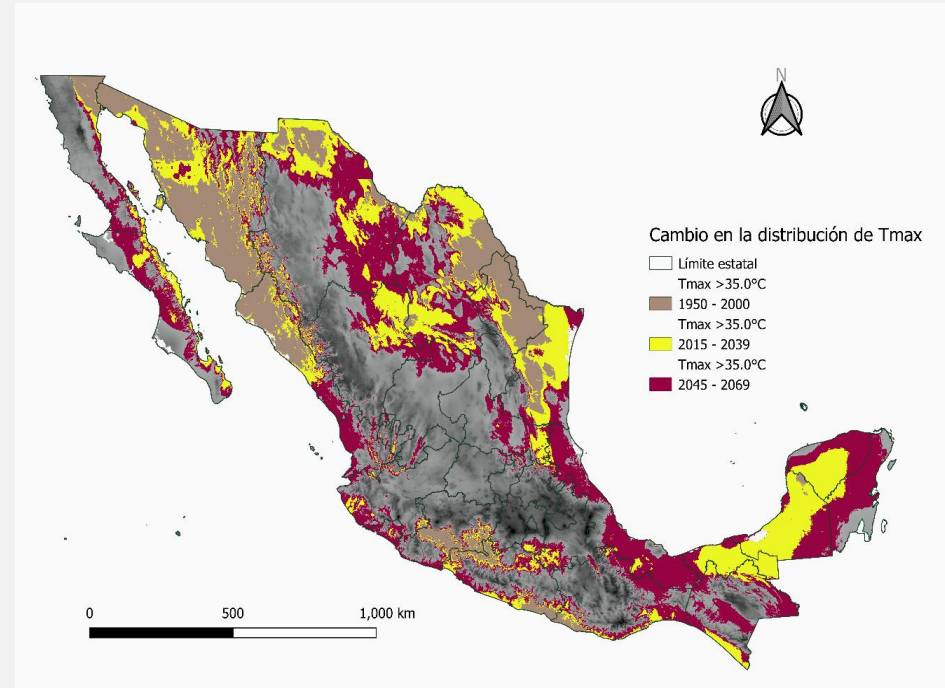 N
Cambio en la distribución de Tmax
Límite estatal
Tmax >35.0°C
1950 - 2000
Tmax >35.0°C
2015 - 2039
Tmax >35.0°C
2045 - 2069
0 500 1,000 km